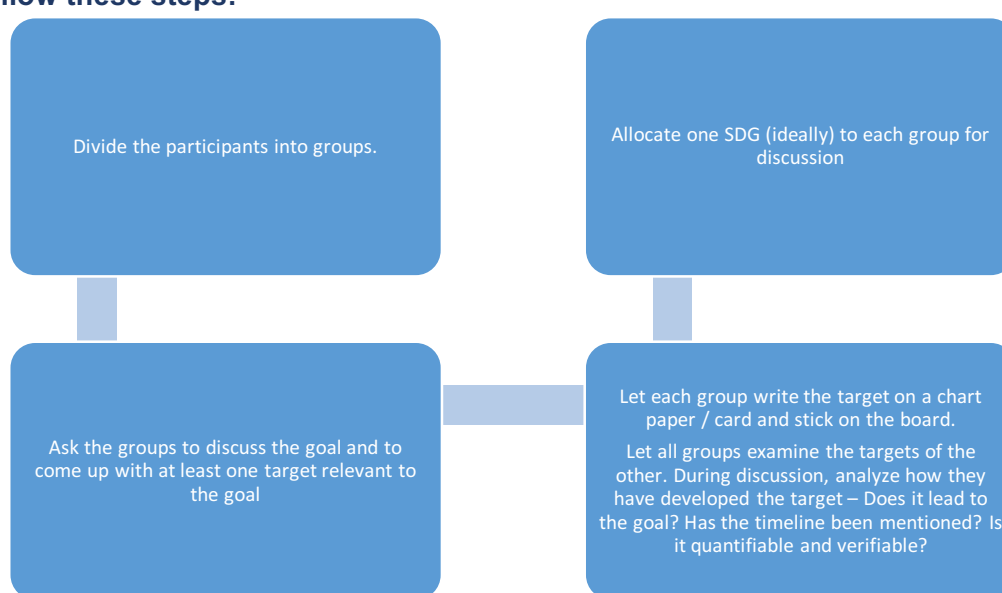 llow these steps:
Divide the participants into groups.
Allocate one SDG (ideally) to each group for
discussion
Ask the groups to discuss the goal and to
come up with at least one target relevant to
the goal
Let each group write the target on a chart
paper / card and stick on the board.
Let all groups examine the targets of the
other. During discussion, analyze how they
have developed the target – Does it lead to
the goal? Has the timeline been mentioned? Is
it quantifiable and verifiable?